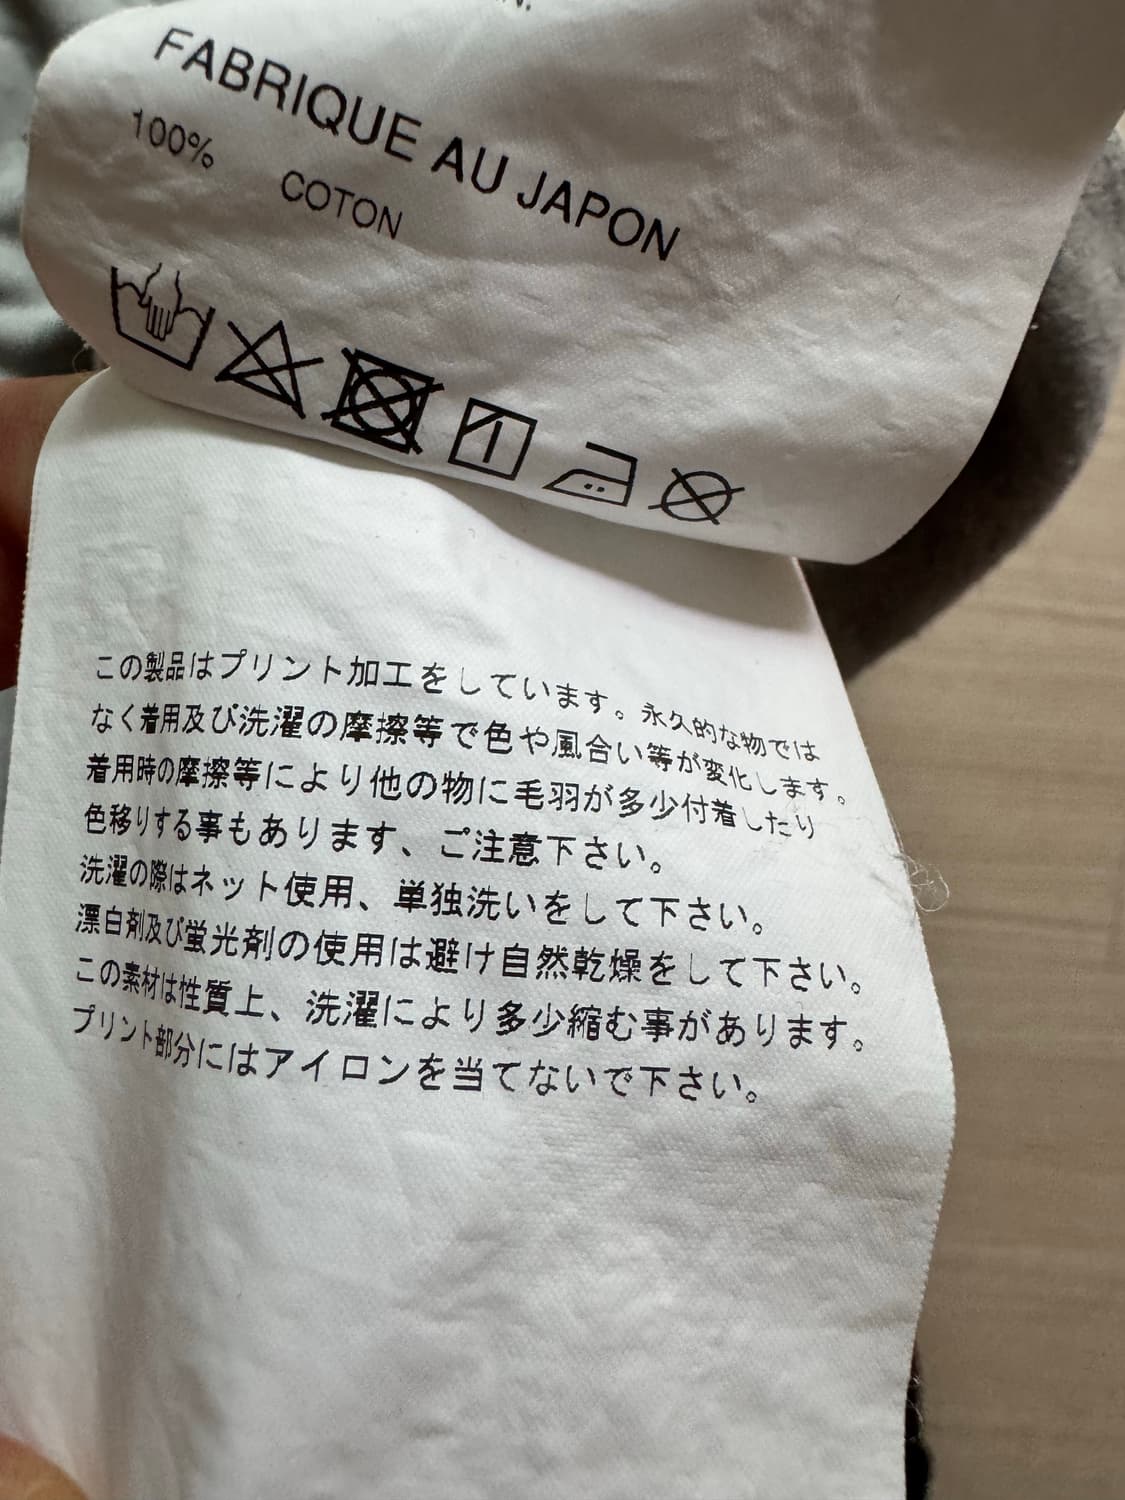 FABRIQUE AU JAPON
100% COTON
この製品はプリント加工をしています。永久的な物では
なく着用及び洗濯の摩擦等で色や風合い等が変化します。
着用時の摩擦等により他の物に毛羽が多少付着したり
色移りする事もあります、ご注意下さい。
洗濯の際はネット使用、単独洗いをして下さい。
漂白剤及び蛍光剤の使用は避け自然乾燥をして下さい。
この素材は性質上、洗濯により多少縮む事があります。
プリント部分にはアイロンを当てないで下さい。